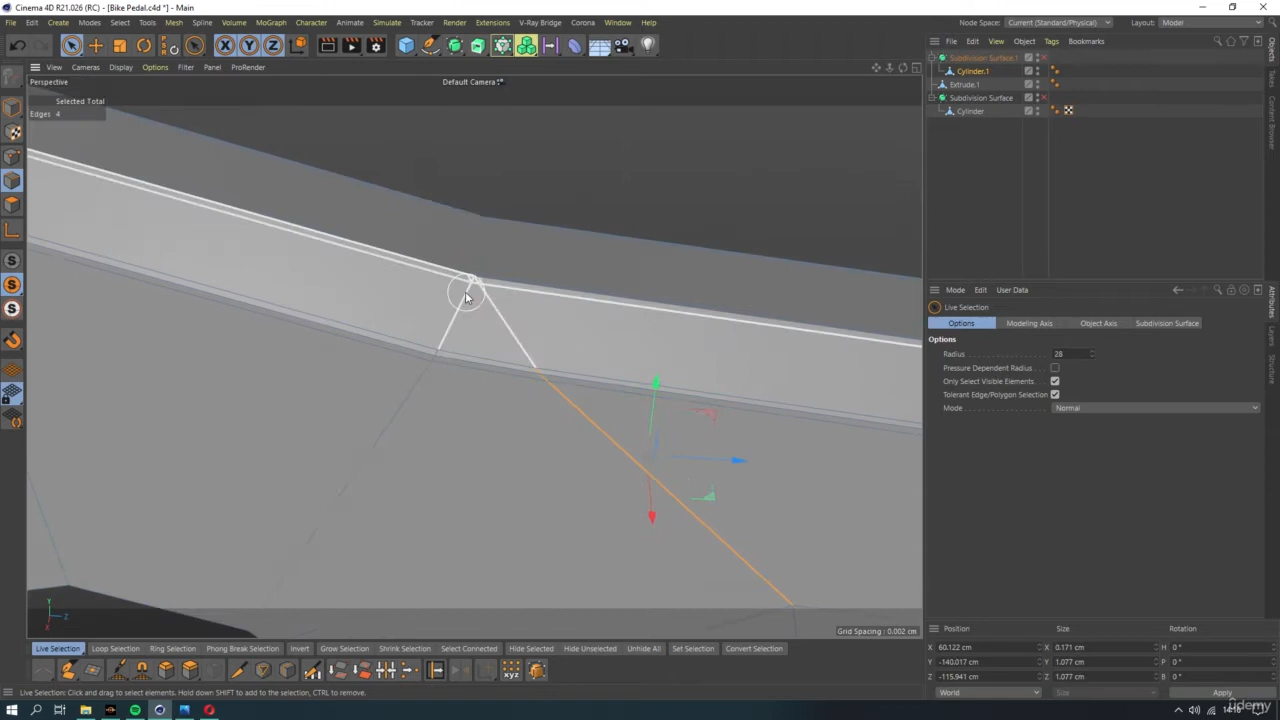 Cinema 4D R21.026 (RC) - [Bike Pedal.c4d *] - Main
File Edit Create Modes Select Tools Mesh Spline Volume MoGraph Character Animate Simulate Tracker Render Extensions V-Ray Bridge Corona Window Help
Node Space: Current (Standard/Physical) Layout: Model
View Cameras Display Options Filter Panel ProRender
File Edit View Object Tags Bookmarks
Perspective
Default Camera
Selected Total
Edges 4
Subdivision Surface.1
Cylinder.1
Extrude.1
Subdivision Surface
Cylinder
Objects
Takes
Content Browser
Mode Edit User Data
Live Selection
Options Modeling Axis Object Axis Subdivision Surface
Options
Radius 28
Pressure Dependent Radius
Only Select Visible Elements
Tolerant Edge/Polygon Selection
Mode Normal
Attributes
Layers
Structure
Y
Z
X
Grid Spacing : 0.002 cm
Position Size Rotation
X 60.122 cm X 0.171 cm H 0 °
Y -140.017 cm Y 1.077 cm P 0 °
Z -115.941 cm Z 1.077 cm B 0 °
World Size Apply
Live Selection Loop Selection Ring Selection Phong Break Selection Invert Grow Selection Shrink Selection Select Connected Hide Selected Hide Unselected Unhide All Set Selection Convert Selection
Live Selection: Click and drag to select elements. Hold down SHIFT to add to the selection, CTRL to remove.
Udemy